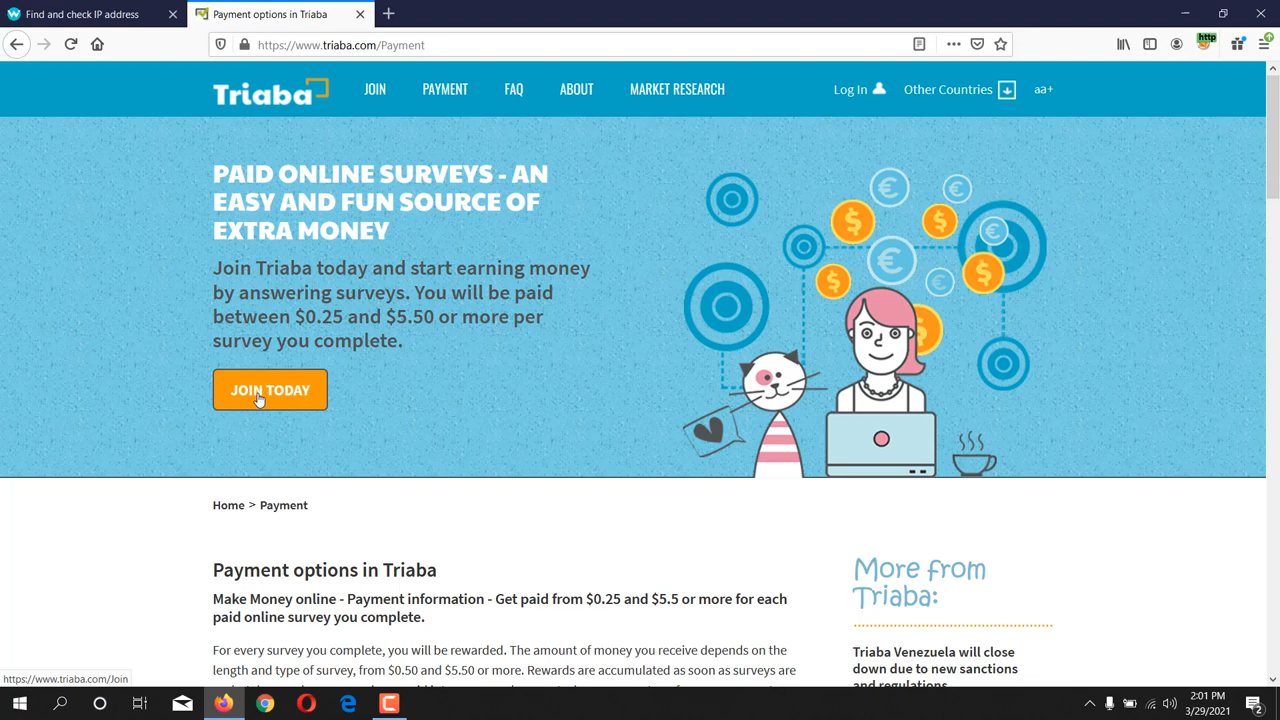 Find and check IP address
Payment options in Triaba
https://www.triaba.com/Payment
http
Triaba
JOIN
PAYMENT
FAQ
ABOUT
MARKET RESEARCH
Log In
Other Countries
aa+
PAID ONLINE SURVEYS - AN
EASY AND FUN SOURCE OF
EXTRA MONEY
Join Triaba today and start earning money
by answering surveys. You will be paid
between $0.25 and $5.50 or more per
survey you complete.
JOIN TODAY
Home > Payment
Payment options in Triaba
Make Money online - Payment information - Get paid from $0.25 and $5.5 or more for each
paid online survey you complete.
For every survey you complete, you will be rewarded. The amount of money you receive depends on the
length and type of survey, from $0.50 and $5.50 or more. Rewards are accumulated as soon as surveys are
More from
Triaba:
Triaba Venezuela will close
down due to new sanctions
and regulations
https://www.triaba.com/Join
2:01 PM
3/29/2021
2